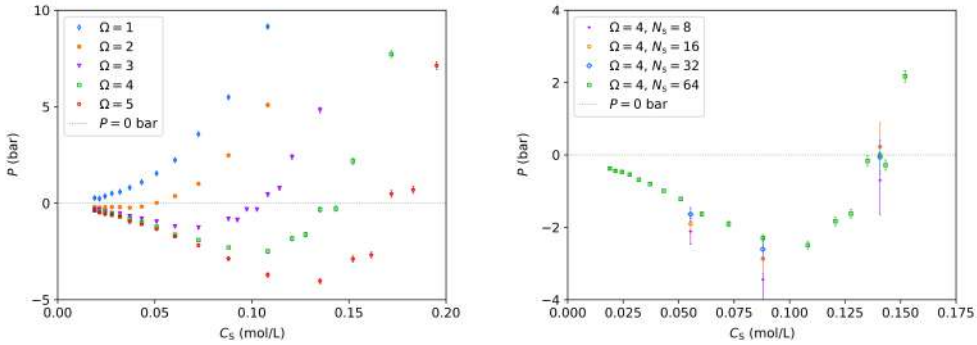 10
5
0
−5
P (bar)
0.00
0.05
0.10
0.15
0.20
C_S (mol/L)
Ω = 1
Ω = 2
Ω = 3
Ω = 4
Ω = 5
P = 0 bar
4
2
0
−2
−4
P (bar)
0.000
0.025
0.050
0.075
0.100
0.125
0.150
0.175
C_S (mol/L)
Ω = 4, N_s = 8
Ω = 4, N_s = 16
Ω = 4, N_s = 32
Ω = 4, N_s = 64
P = 0 bar